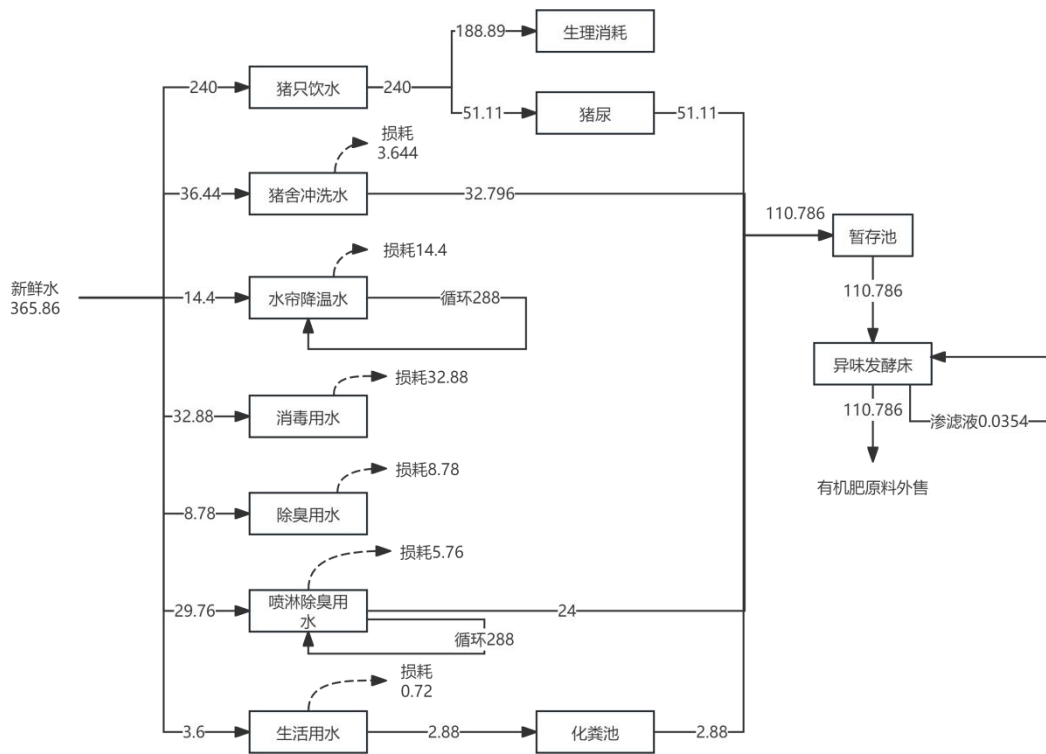 188.89
生理消耗
240
猪只饮水
240
51.11
猪尿
51.11
损耗
3.644
36.44
猪舍冲洗水
32.796
110.786
暂存池
损耗14.4
新鲜水
365.86
14.4
水帘降温水
循环288
110.786
异味发酵床
损耗32.88
32.88
消毒用水
110.786
渗滤液0.0354
损耗8.78
有机肥原料外售
8.78
除臭用水
损耗5.76
29.76
喷淋除臭用
水
24
循环288
损耗
0.72
3.6
生活用水
2.88
化粪池
2.88